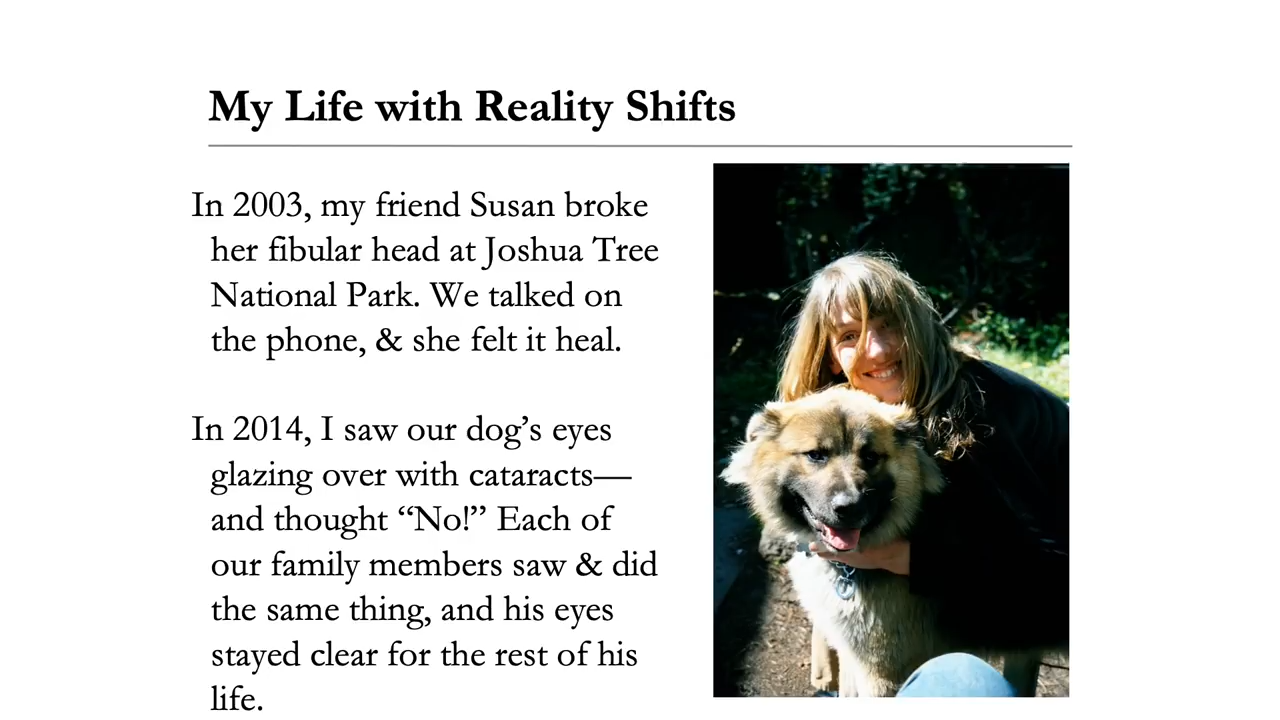 My Life with Reality Shifts
In 2003, my friend Susan broke
her fibular head at Joshua Tree
National Park. We talked on
the phone, & she felt it heal.
In 2014, I saw our dog’s eyes
glazing over with cataracts—
and thought “No!” Each of
our family members saw & did
the same thing, and his eyes
stayed clear for the rest of his
life.